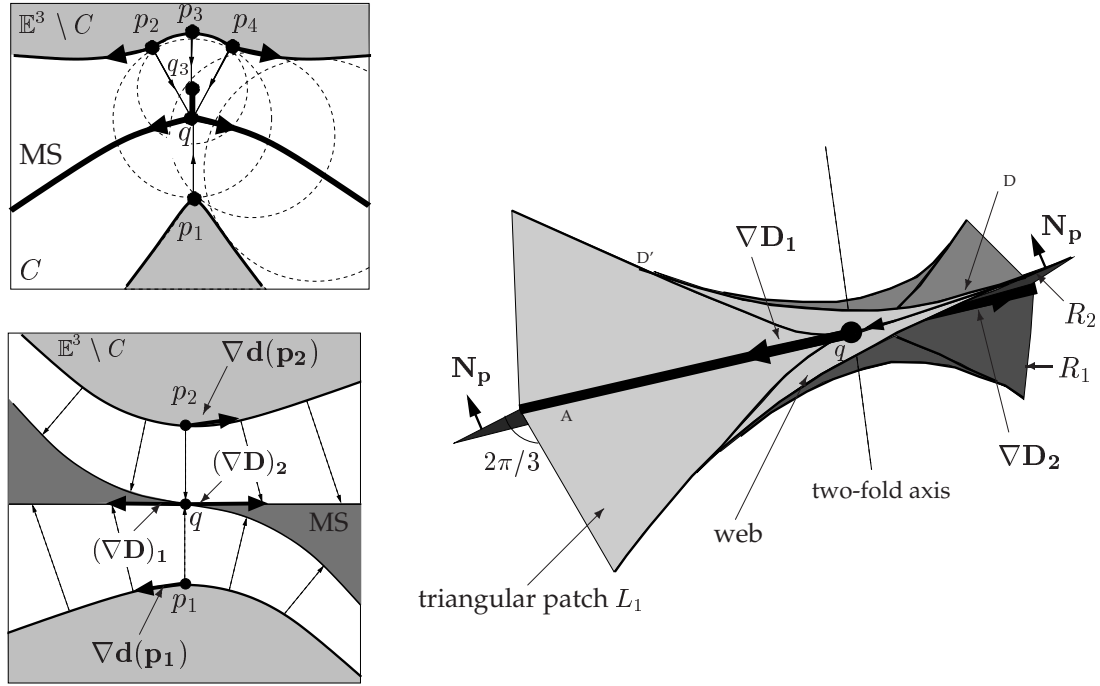 𝔼³ \ C
p₂
p₃
p₄
q₃
q
MS
p₁
C
𝔼³ \ C
∇d(p₂)
p₂
(∇D)₂
q
MS
(∇D)₁
p₁
∇d(p₁)
D
N_p
∇D₁
D'
R₂
q
R₁
N_p
A
2π/3
∇D₂
two-fold axis
web
triangular patch L₁